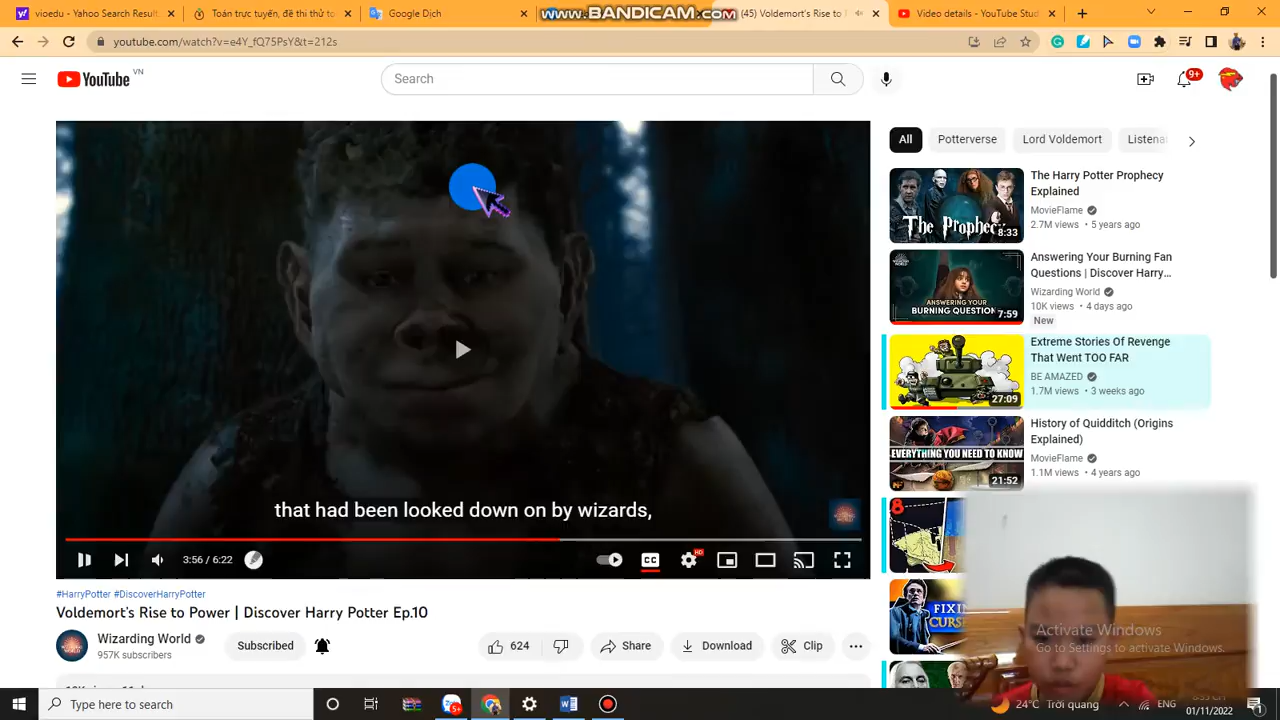 vioedu - Yahoo Search Result
Toán trực tuyến, đề thi thử to
Google Dịch
WWW.BANDICAM.COM
(45) Voldemort's Rise to
Video details - YouTube Stud
youtube.com/watch?v=e4Y_fQ75PsY&t=212s
YouTube VN
Search
9+
All
Potterverse
Lord Voldemort
Listena
The Harry Potter Prophecy
Explained
MovieFlame
2.7M views • 5 years ago
The Prophecy
8:33
Answering Your Burning Fan
Questions | Discover Harry...
Wizarding World
10K views • 4 days ago
New
ANSWERING YOUR
BURNING QUESTION
7:59
Extreme Stories Of Revenge
That Went TOO FAR
BE AMAZED
1.7M views • 3 weeks ago
27:09
History of Quidditch (Origins
Explained)
MovieFlame
1.1M views • 4 years ago
EVERYTHING YOU NEED TO KNOW
21:52
8
FIXIN
CURSE
that had been looked down on by wizards,
3:56 / 6:22
HD
#HarryPotter #DiscoverHarryPotter
Voldemort's Rise to Power | Discover Harry Potter Ep.10
Wizarding World
957K subscribers
Subscribed
624
Share
Download
Clip
Activate Windows
Go to Settings to activate Windows.
Type here to search
5+
24°C Trời quang
ENG
01/11/2022
1